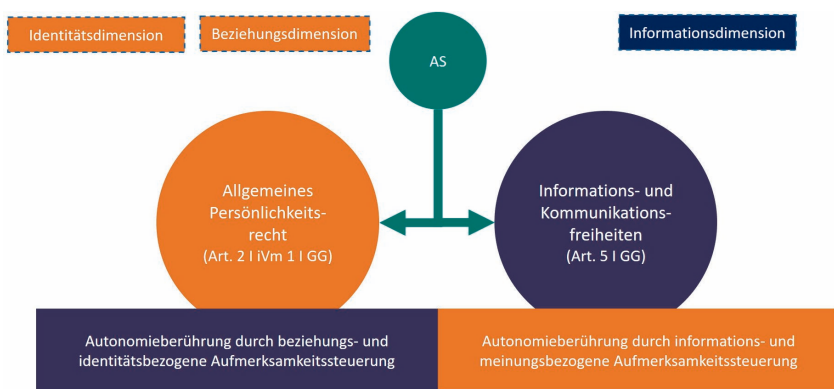 Identitätsdimension
Beziehungsdimension
AS
Informationsdimension
Allgemeines
Persönlichkeits-
recht
(Art. 2 I iVm 1 I GG)
Informations- und
Kommunikations-
freiheiten
(Art. 5 I GG)
Autonomieberührung durch beziehungs- und
identitätsbezogene Aufmerksamkeitssteuerung
Autonomieberührung durch informations- und
meinungsbezogene Aufmerksamkeitssteuerung